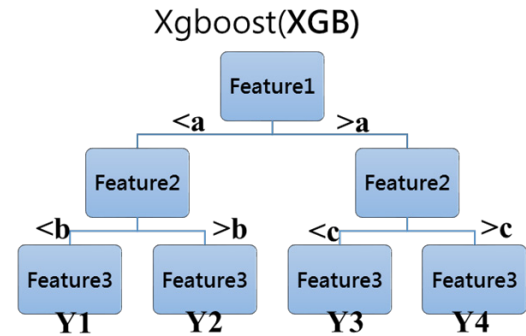 Xgboost(XGB)
Feature1
<a >a
Feature2 Feature2
<b >b <c >c
Feature3 Feature3 Feature3 Feature3
Y1 Y2 Y3 Y4